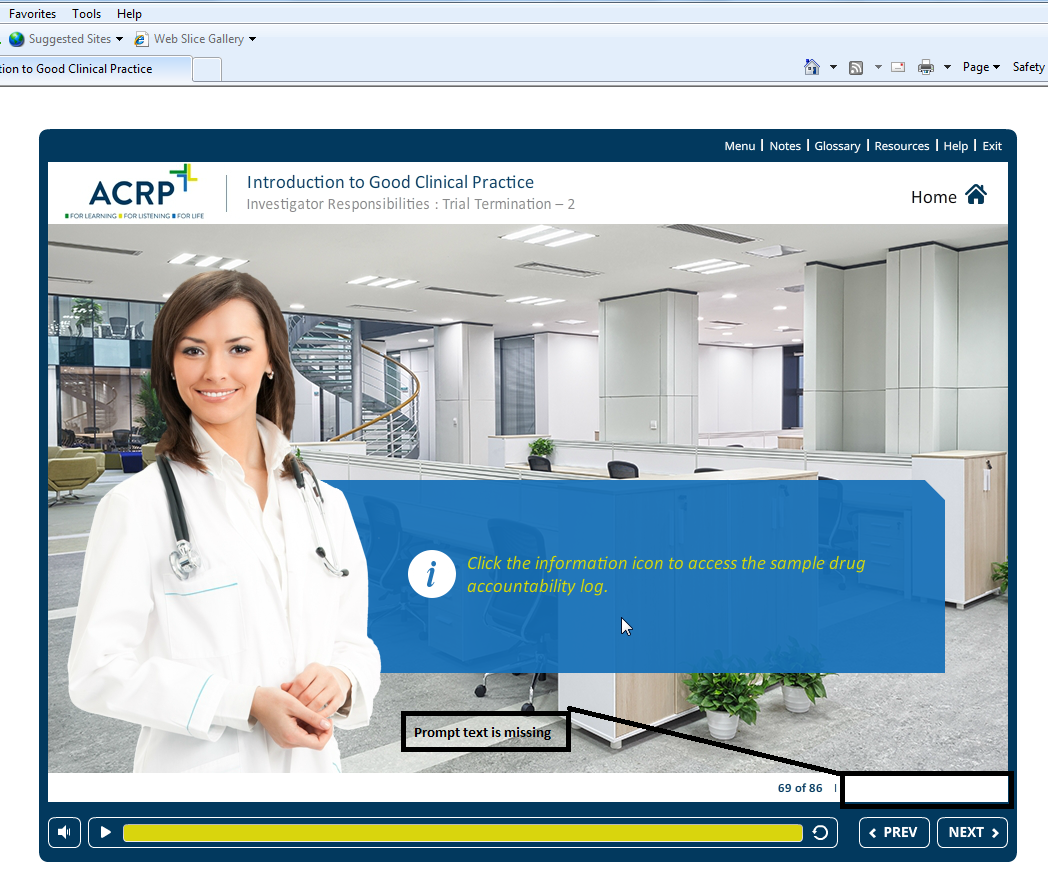 Favorites Tools Help
Suggested Sites Web Slice Gallery
tion to Good Clinical Practice
Page Safety
Menu | Notes | Glossary | Resources | Help | Exit
ACRP
FOR LEARNING FOR LISTENING FOR LIFE
Introduction to Good Clinical Practice
Investigator Responsibilities : Trial Termination – 2
Home
i
Click the information icon to access the sample drug
accountability log.
Prompt text is missing
69 of 86 |
PREV
NEXT